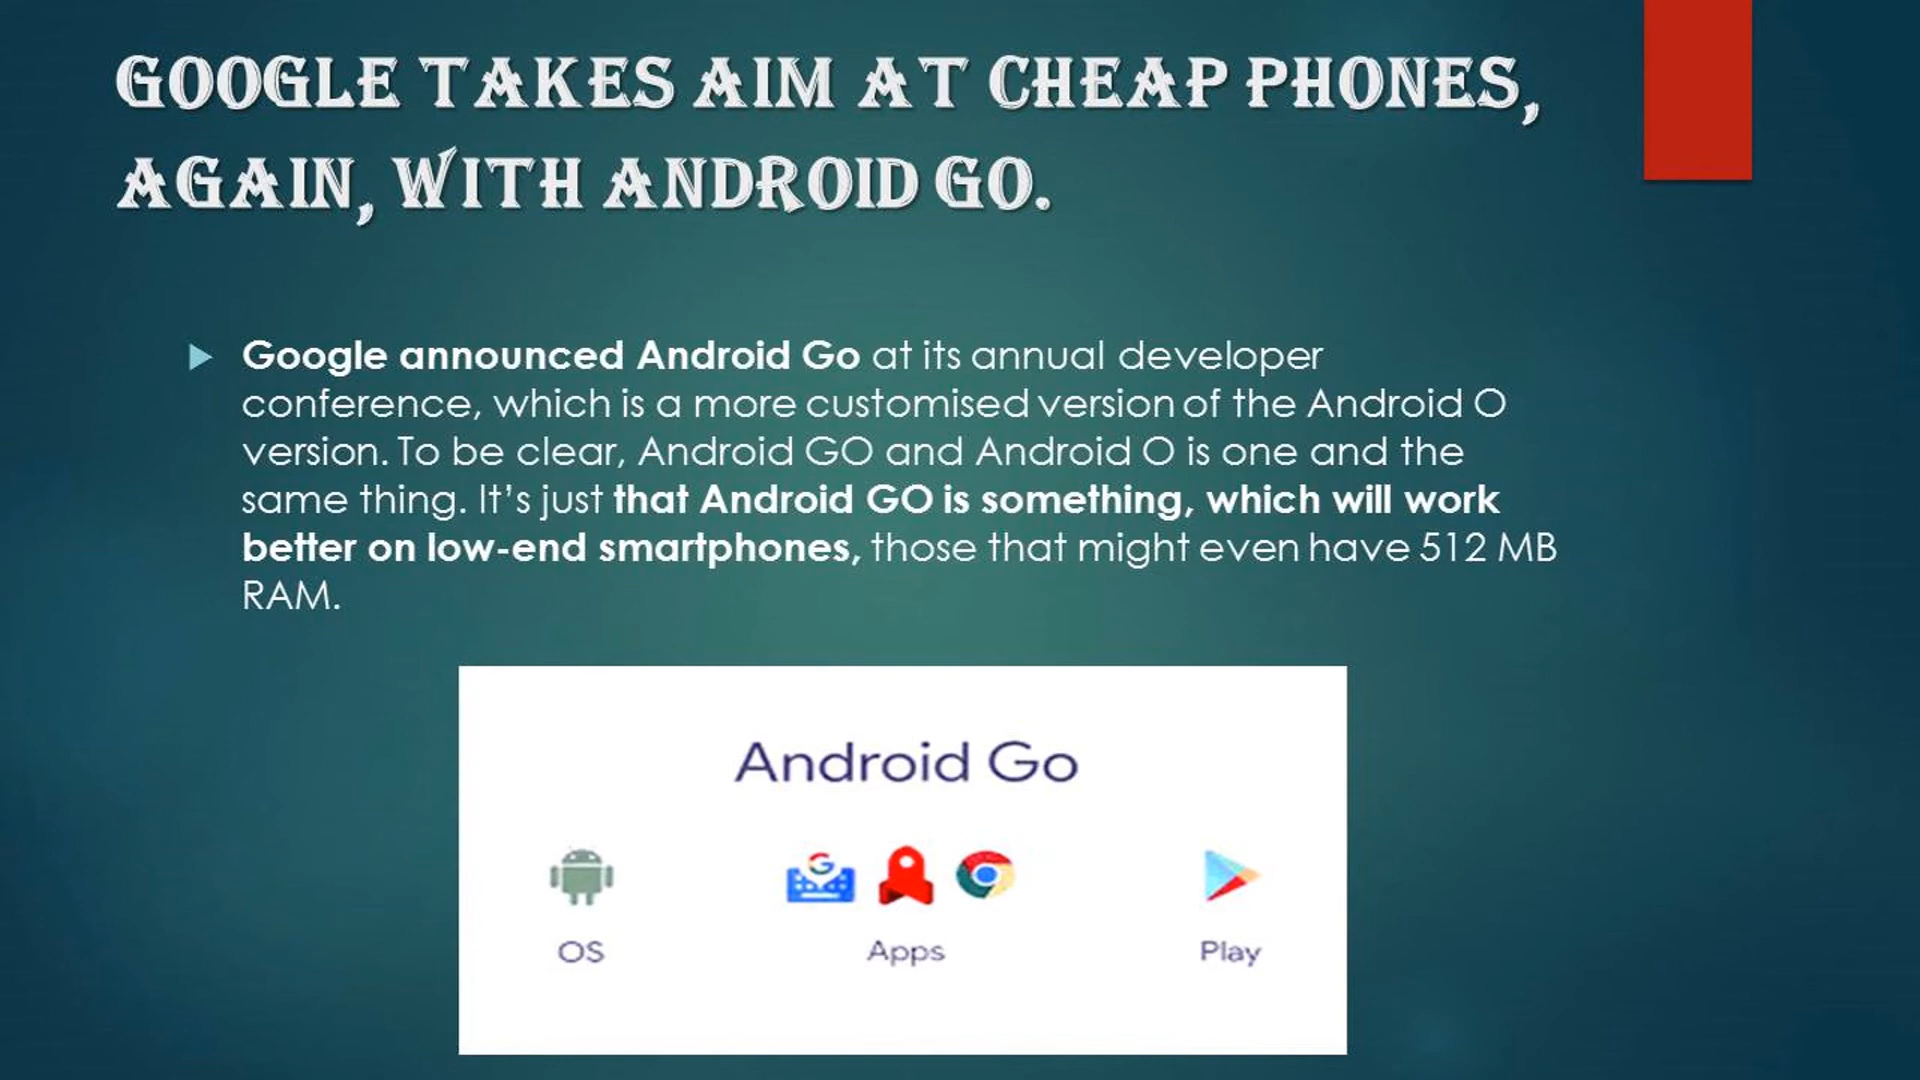 GOOGLE TAKES AIM AT CHEAP PHONES,
AGAIN, WITH ANDROID GO.
Google announced Android Go at its annual developer
conference, which is a more customised version of the Android O
version. To be clear, Android GO and Android O is one and the
same thing. It’s just that Android GO is something, which will work
better on low-end smartphones, those that might even have 512 MB
RAM.
Android Go
OS Apps Play